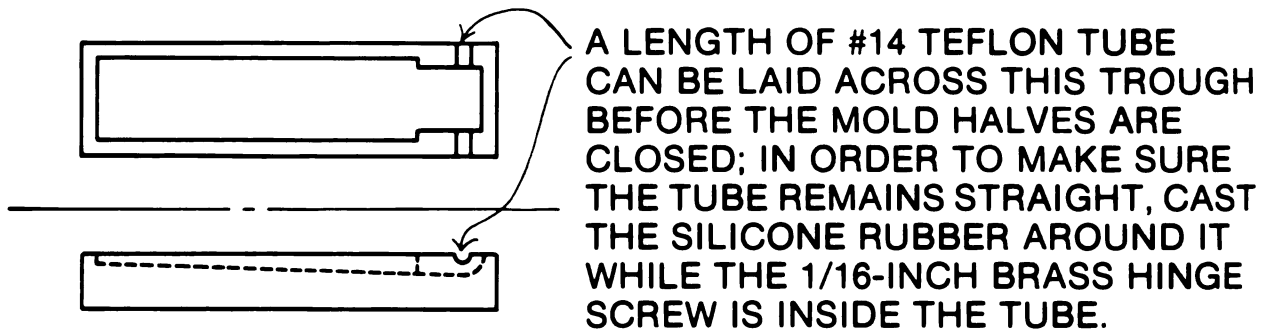 A LENGTH OF #14 TEFLON TUBE
CAN BE LAID ACROSS THIS TROUGH
BEFORE THE MOLD HALVES ARE
CLOSED; IN ORDER TO MAKE SURE
THE TUBE REMAINS STRAIGHT, CAST
THE SILICONE RUBBER AROUND IT
WHILE THE 1/16-INCH BRASS HINGE
SCREW IS INSIDE THE TUBE.